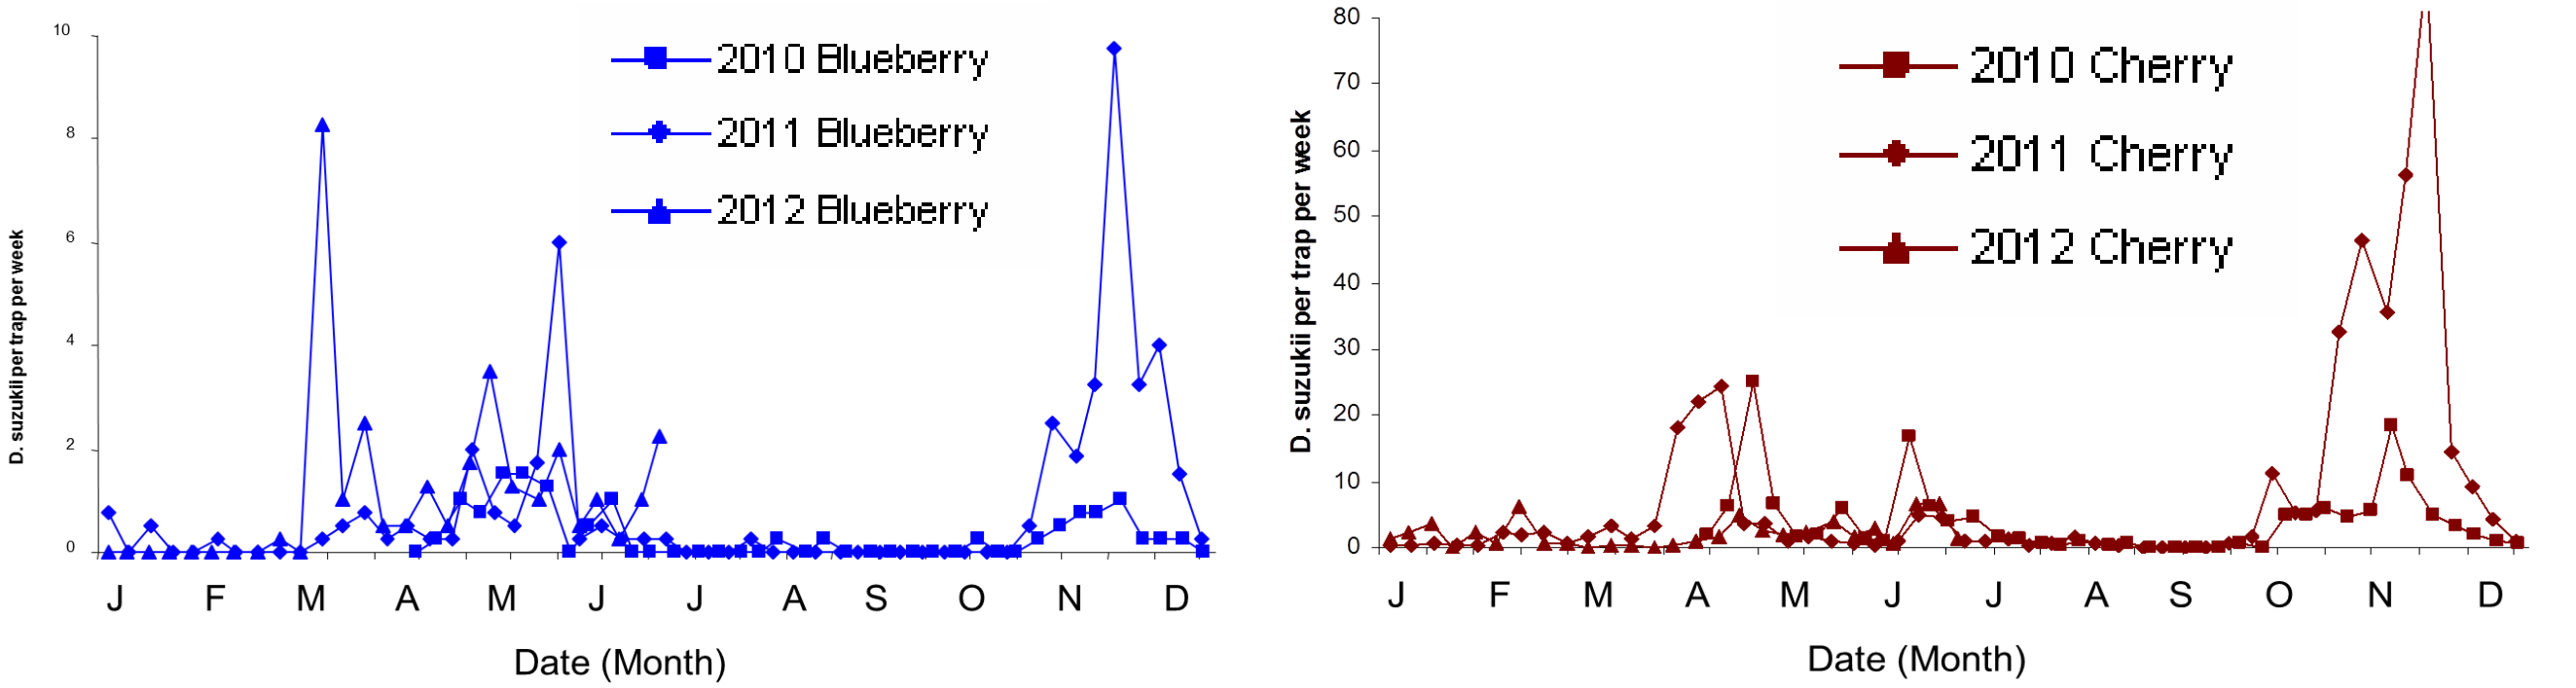 10
8
6
4
2
0
D. suzukii per trap per week
2010 Blueberry
2011 Blueberry
2012 Blueberry
J F M A M J J A S O N D
Date (Month)
80
70
60
50
40
30
20
10
0
D. suzukii per trap per week
2010 Cherry
2011 Cherry
2012 Cherry
J F M A M J J A S O N D
Date (Month)